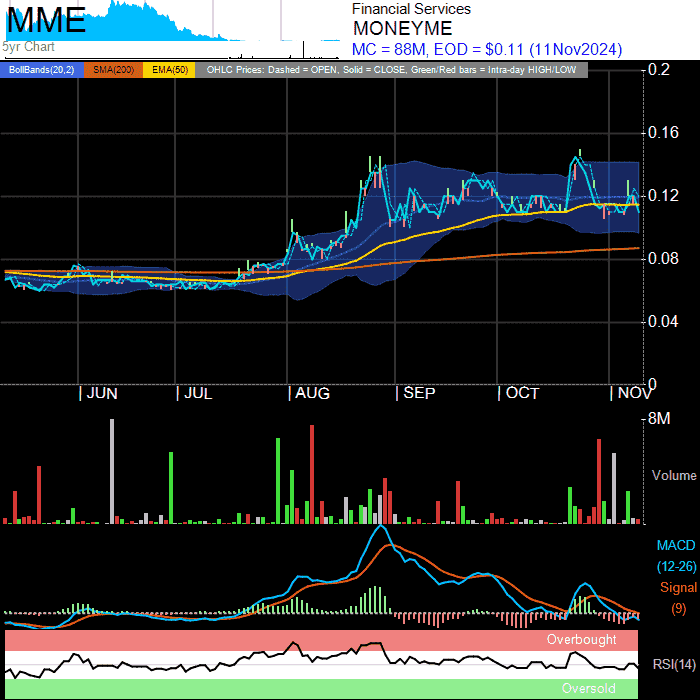 MME
5yr Chart
Financial Services
MONEYME
MC = 88M, EOD = $0.11 (11Nov2024)
BollBands(20,2) SMA(200) EMA(50) OHLC Prices: Dashed = OPEN, Solid = CLOSE, Green/Red bars = Intra-day HIGH/LOW
0.2
0.16
0.12
0.08
0.04
0
JUN JUL AUG SEP OCT NOV
8M
Volume
MACD
(12-26)
Signal
(9)
Overbought
RSI(14)
Oversold